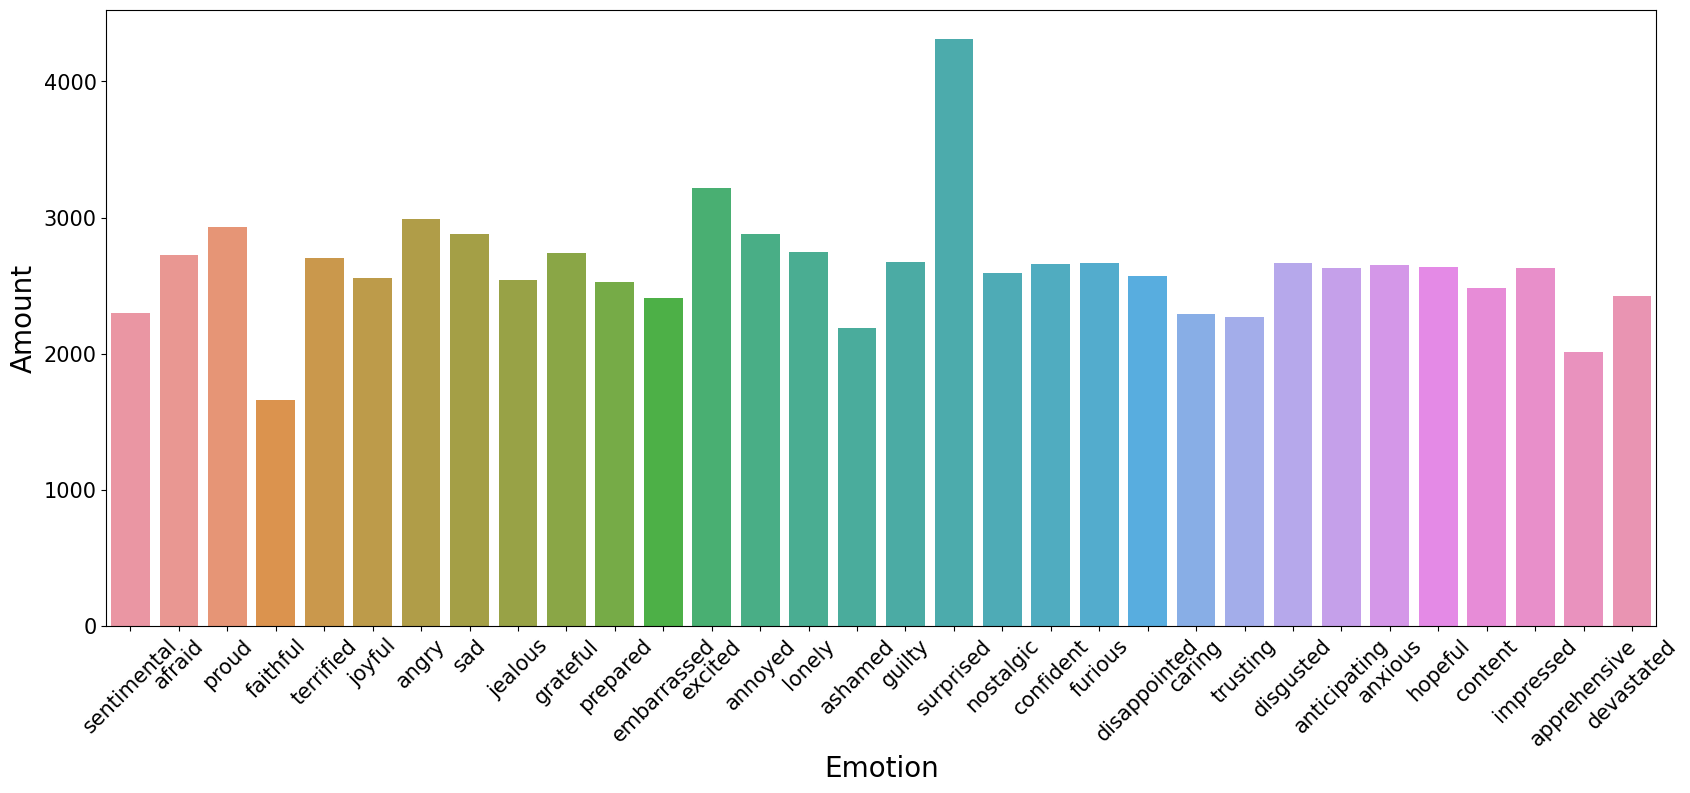 Amount
4000
3000
2000
1000
0
sentimental
afraid
proud
faithful
terrified
joyful
angry
sad
jealous
grateful
prepared
embarrassed
excited
annoyed
lonely
ashamed
guilty
surprised
nostalgic
confident
furious
disappointed
caring
trusting
disgusted
anticipating
anxious
hopeful
content
impressed
apprehensive
devastated
Emotion